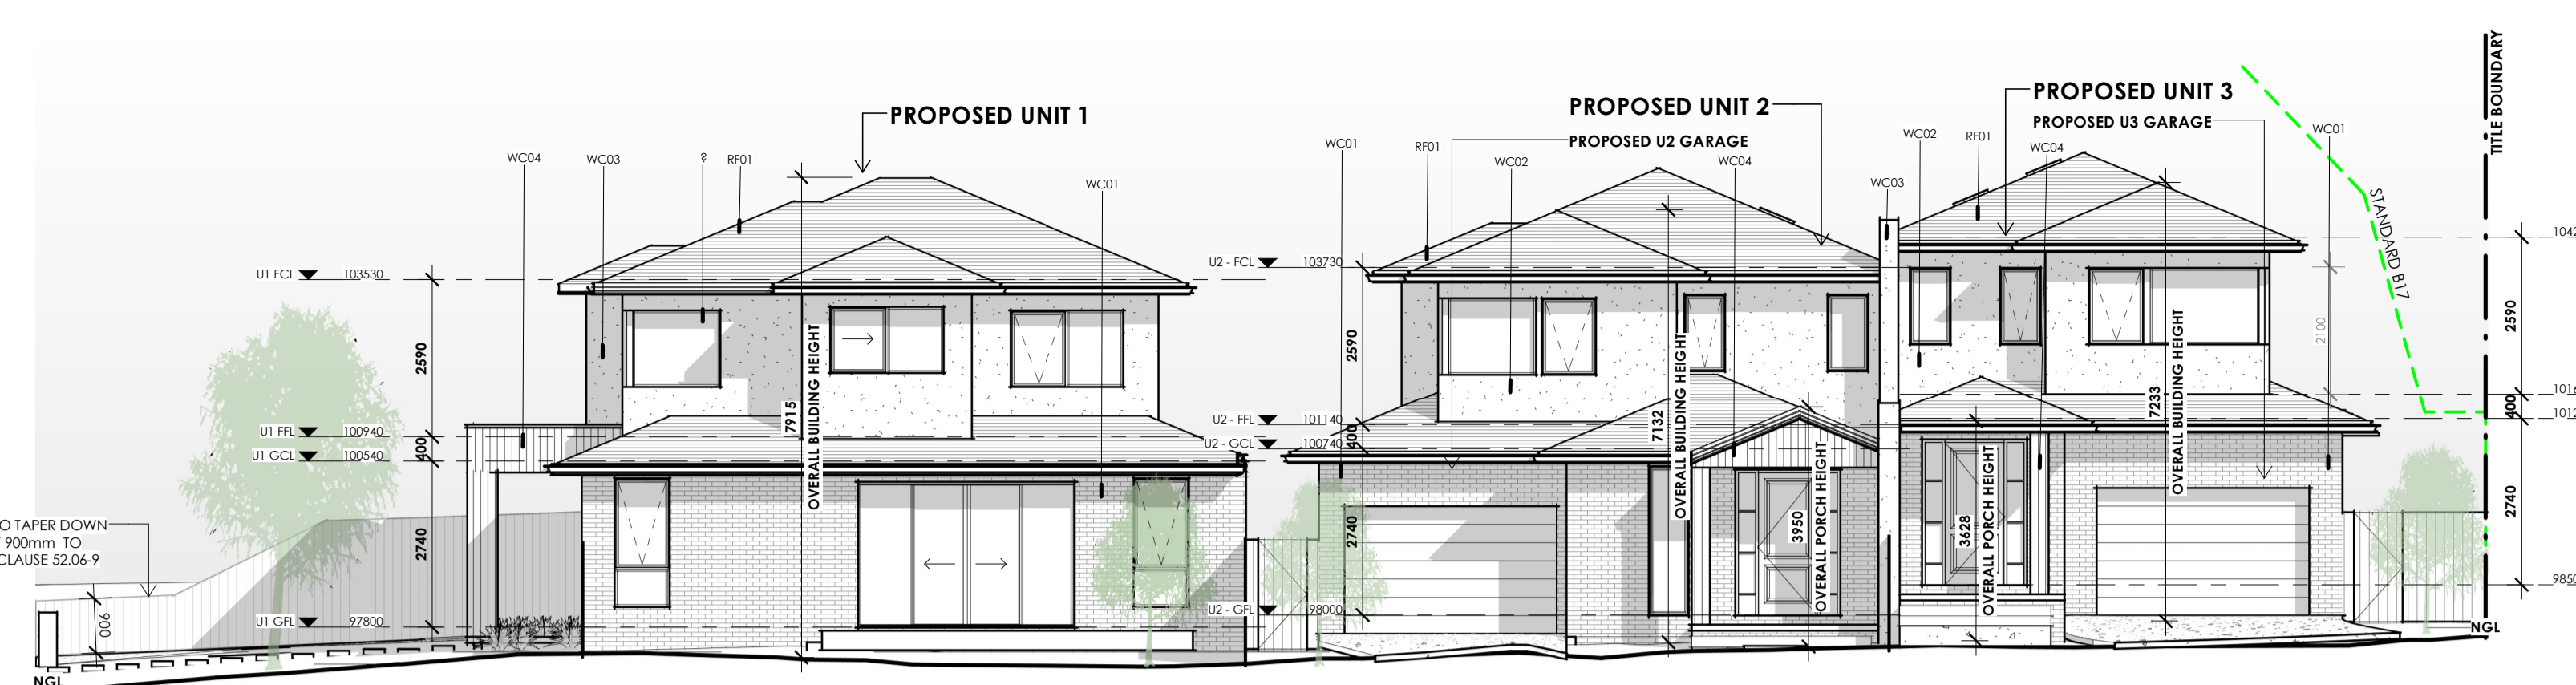 PROPOSED UNIT 1
WC04
WC03
?
RF01
WC01
U1 FCL
103530
2590
U1 FFL
100940
400
U1 GCL
100540
2740
U1 GFL
97800
7915
OVERALL BUILDING HEIGHT
O TAPER DOWN
900mm TO
CLAUSE 52.06-9
900
NGL
PROPOSED UNIT 2
PROPOSED U2 GARAGE
WC01
RF01
WC02
WC04
WC03
U2 - FCL
103730
2590
U2 - FFL
101140
400
U2 - GCL
100740
2740
U2 - GFL
98000
7132
OVERALL BUILDING HEIGHT
3950
OVERALL PORCH HEIGHT
PROPOSED UNIT 3
PROPOSED U3 GARAGE
WC02
RF01
WC04
WC01
3628
OVERALL PORCH HEIGHT
7233
OVERALL BUILDING HEIGHT
2100
STANDARD B17
TITLE BOUNDARY
1042
2590
1016
400
1012
2740
9850
NGL